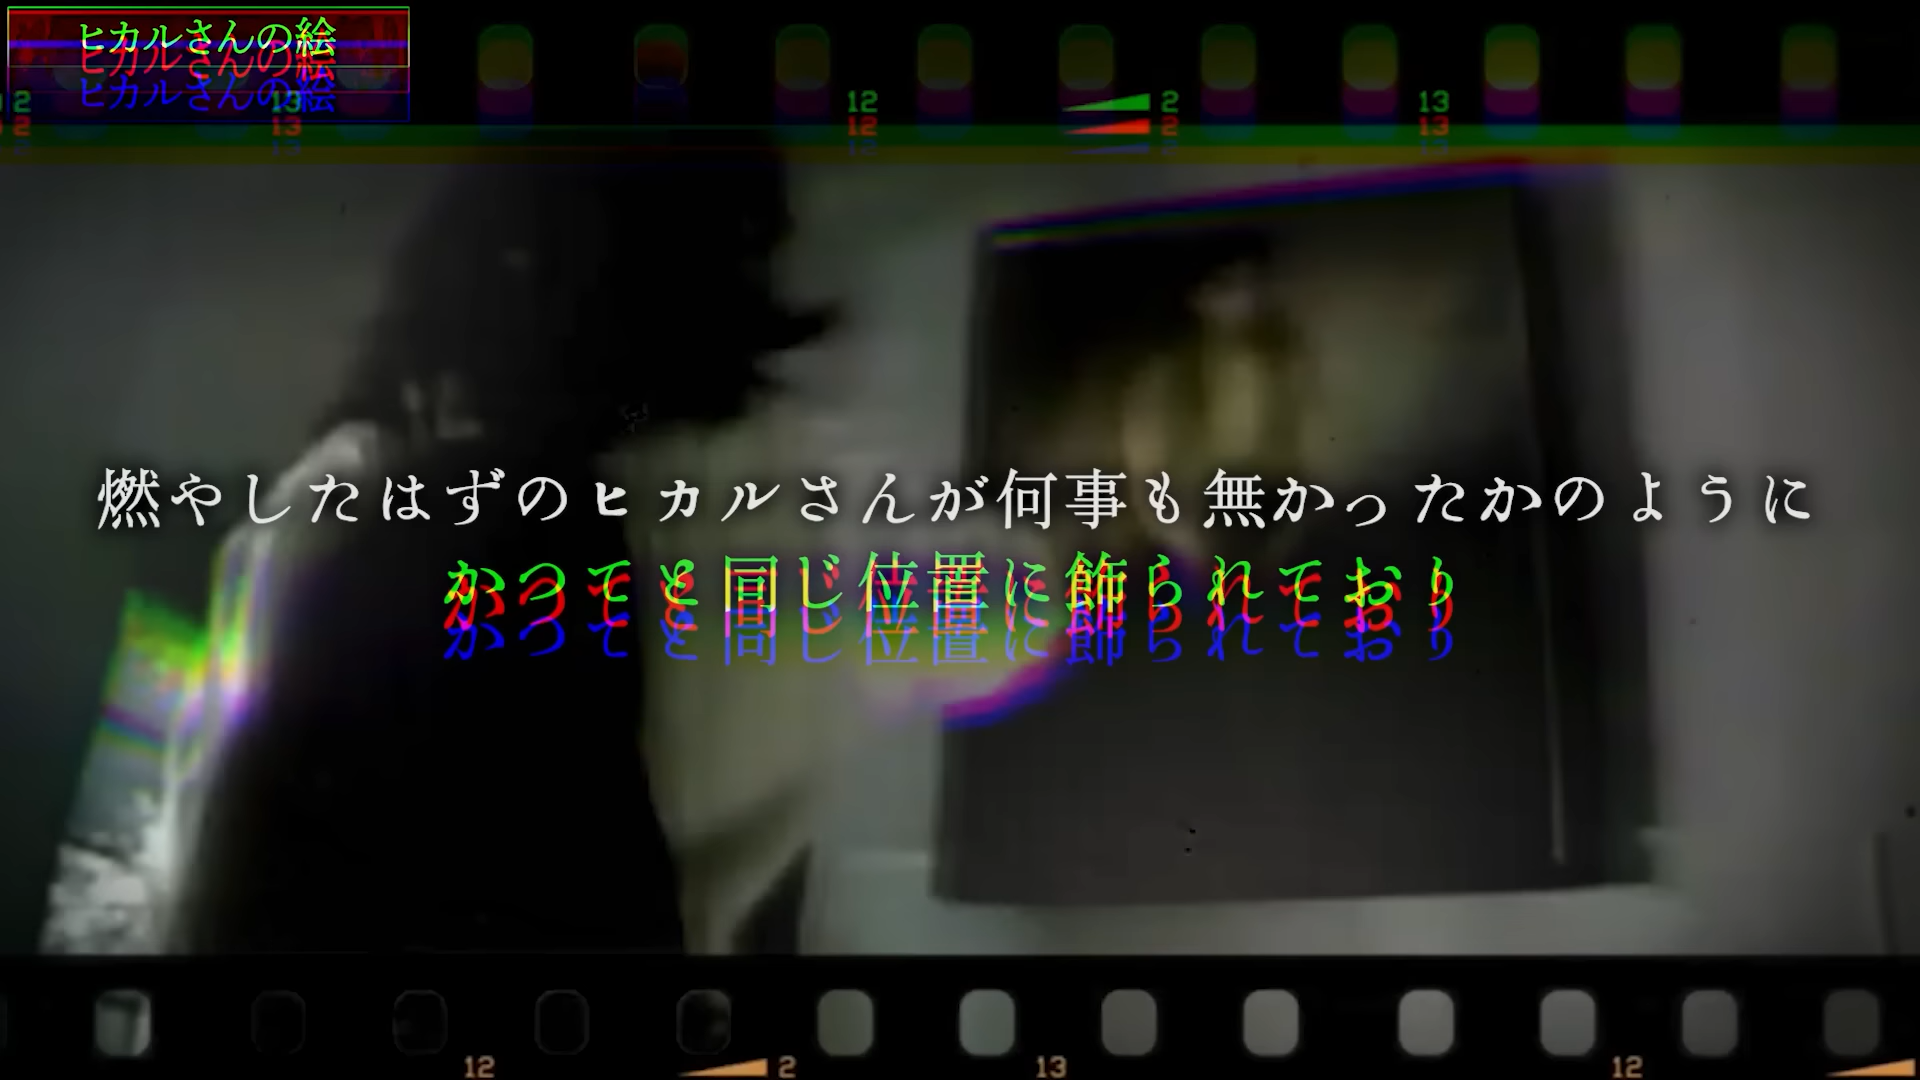 ヒカルさんの絵
2 13 12 2 13
燃やしたはずのヒカルさんが何事も無かったかのように
かつてと同じ位置に飾られており
12 2 13 12